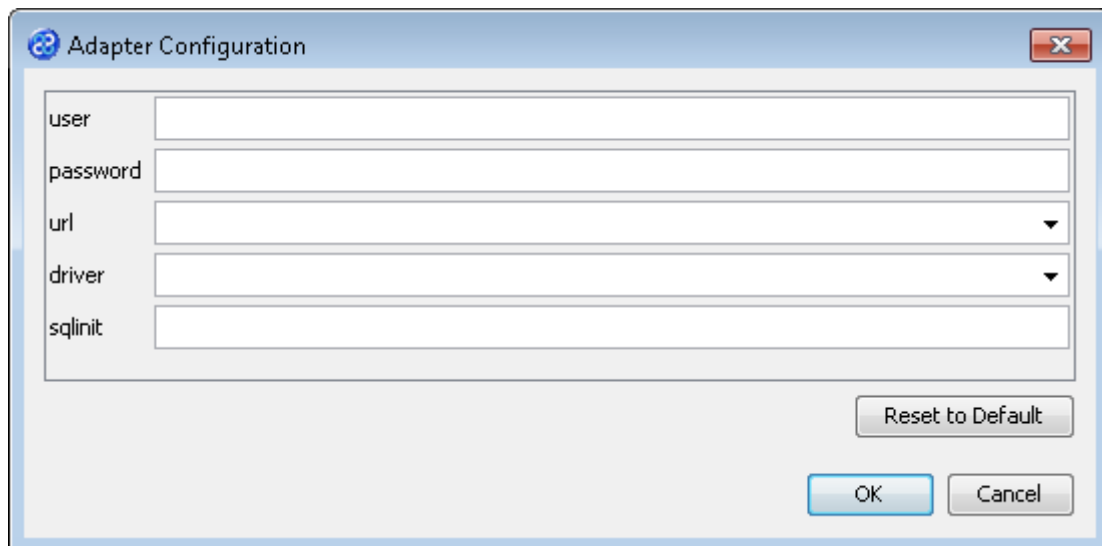 Adapter Configuration
user
password
url
driver
sqlinit
Reset to Default
OK Cancel